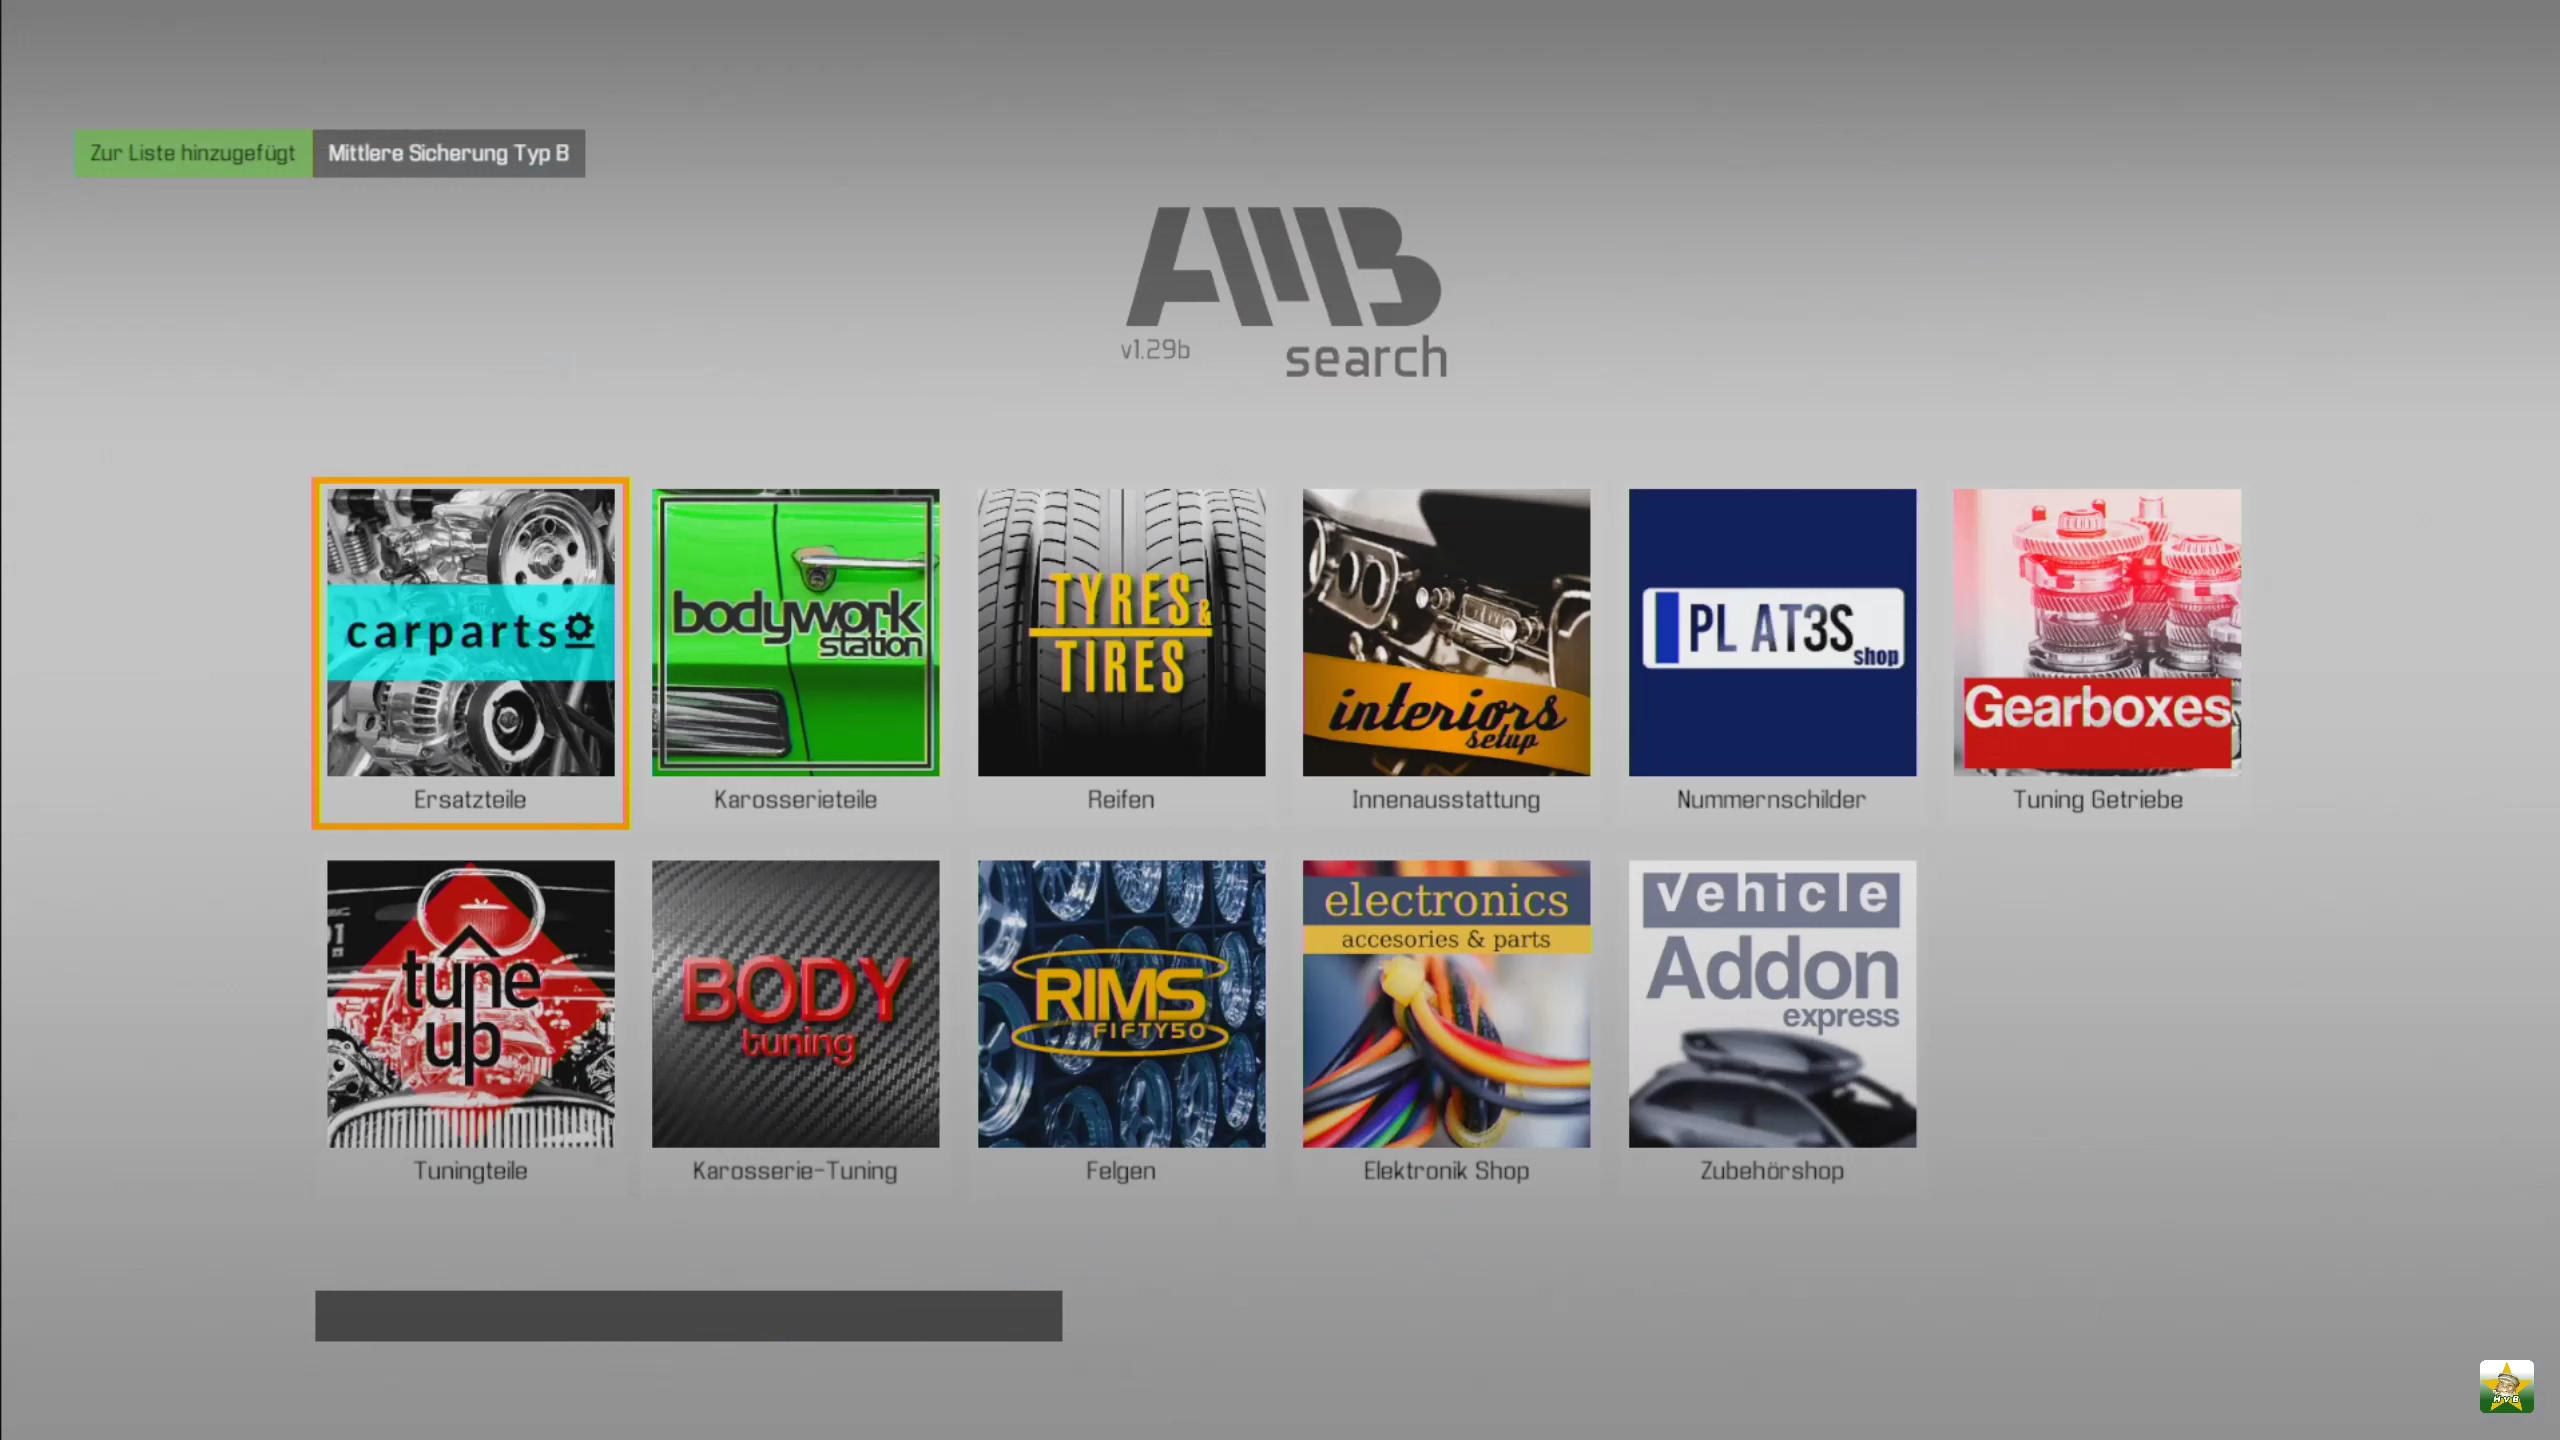 Zur Liste hinzugefügt Mittlere Sicherung Typ B
AMB
v1.29b
search
carparts
bodywork
station
TYRES &
TIRES
interiors
setup
PL AT3S
shop
Gearboxes
Ersatzteile
Karosserieteile
Reifen
Innenausstattung
Nummernschilder
Tuning Getriebe
tune
up
BODY
tuning
RIMS
FIFTY50
electronics
accesories & parts
vehicle
Addon
express
Tuningteile
Karosserie-Tuning
Felgen
Elektronik Shop
Zubehörshop
HVB